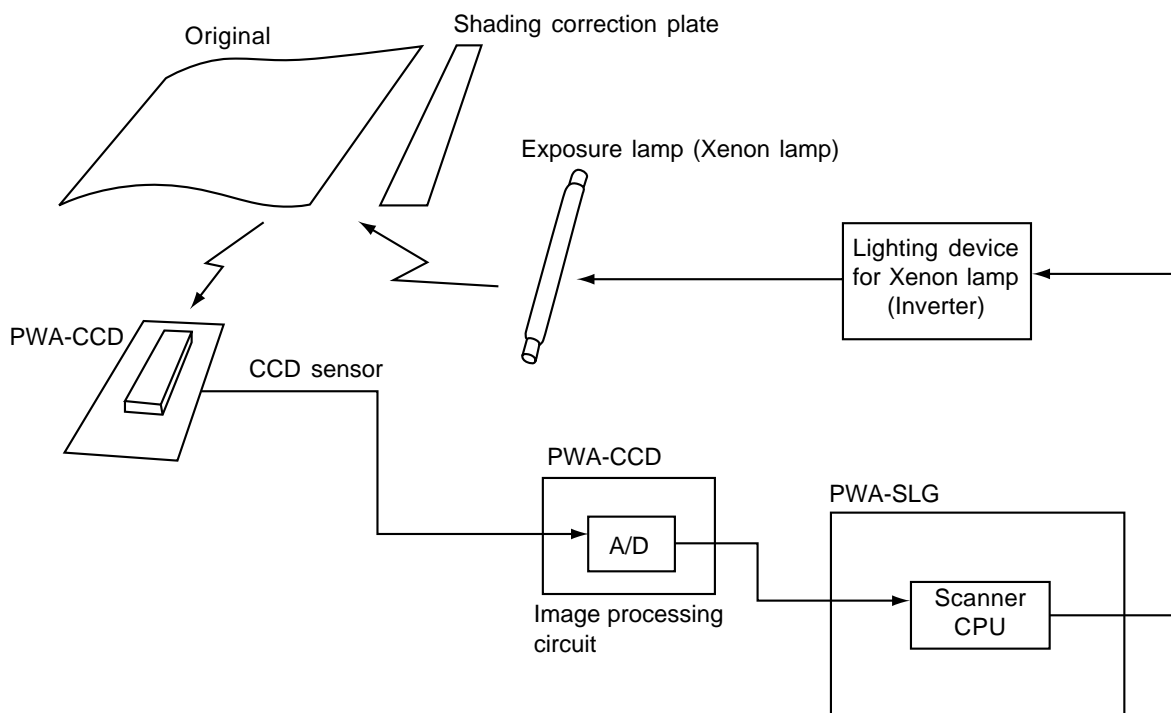 Shading correction plate
Original
Exposure lamp (Xenon lamp)
Lighting device
for Xenon lamp
(Inverter)
PWA-CCD
CCD sensor
PWA-CCD
PWA-SLG
A/D
Scanner
CPU
Image processing
circuit